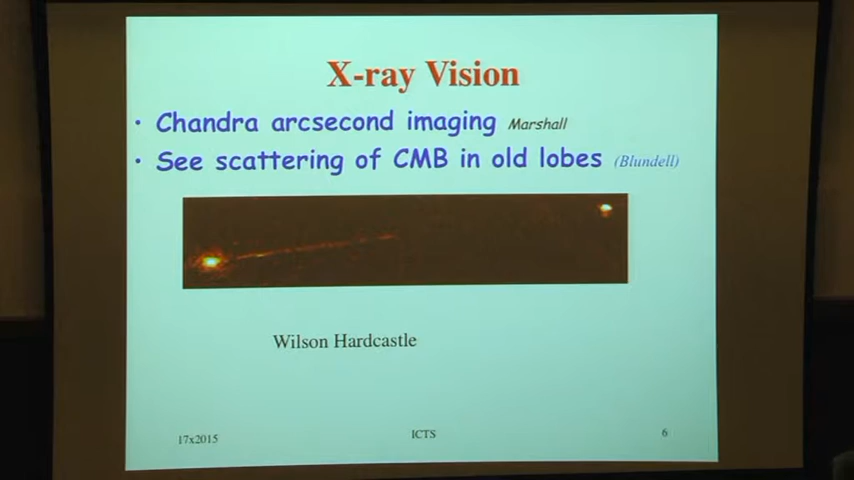 X-ray Vision
• Chandra arcsecond imaging Marshall
• See scattering of CMB in old lobes (Blundell)
Wilson Hardcastle
17x2015 ICTS 6